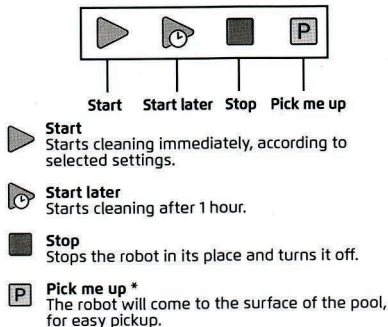 P
Start Start later Stop Pick me up
Start
Starts cleaning immediately, according to
selected settings.
Start later
Starts cleaning after 1 hour.
Stop
Stops the robot in its place and turns it off.
P
Pick me up *
The robot will come to the surface of the pool,
for easy pickup.